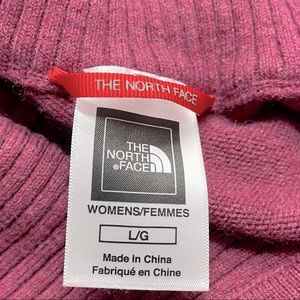 THE NORTH FACE
THE
NORTH
FACE
WOMENS/FEMMES
L/G
Made in China
Fabriqué en Chine